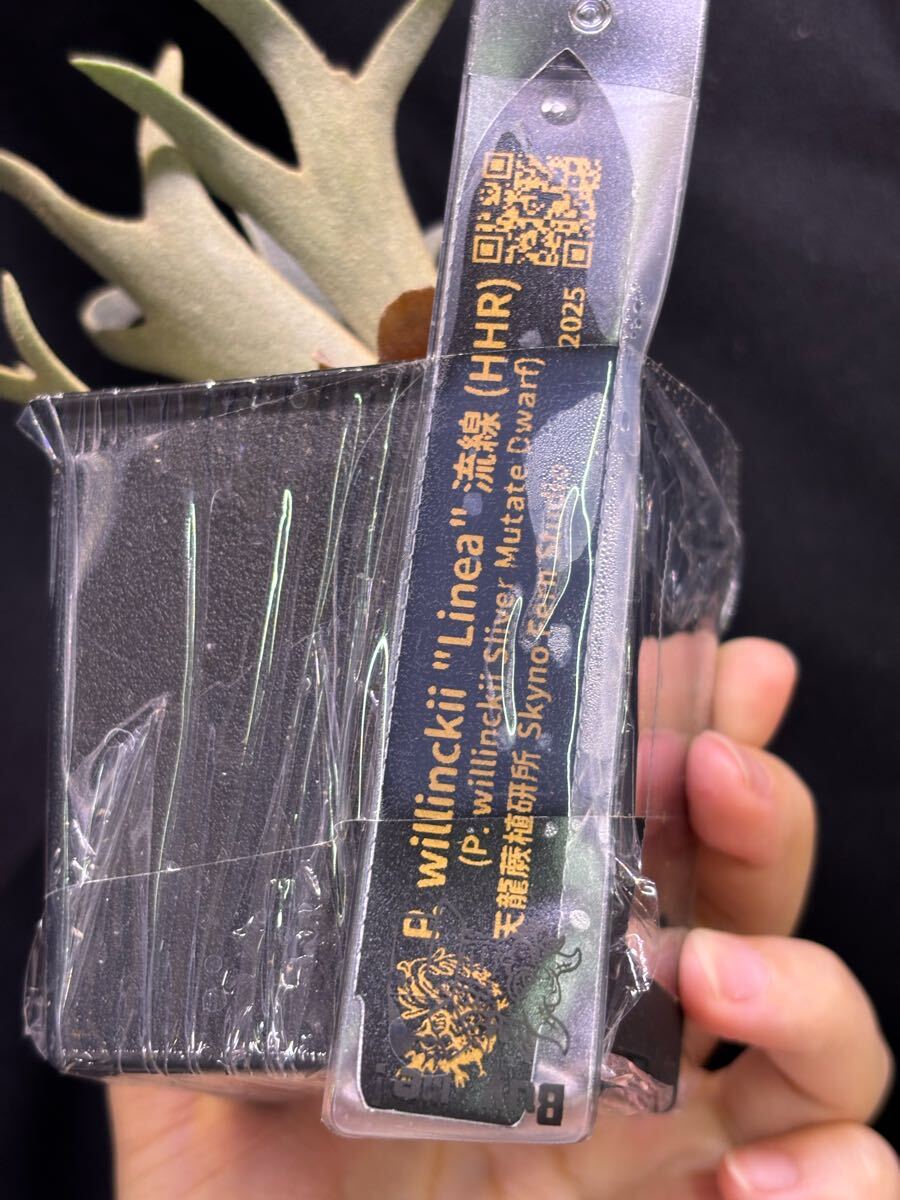 P. willinckii "Linea" 流線 (HHR)
(P. willinckii Sliver Mutate Dwarf)
天龍蕨植研所 Skyno Fern Studio
2025